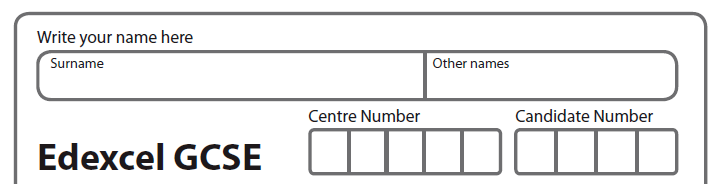 Write your name here
Surname Other names
Centre Number Candidate Number
Edexcel GCSE